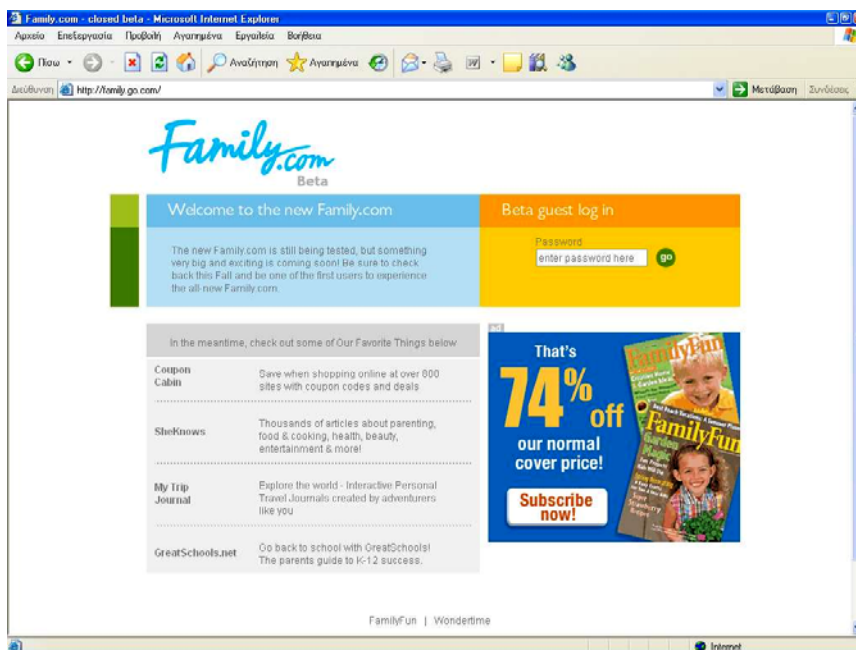 Family.com - closed beta - Microsoft Internet Explorer
Αρχείο Επεξεργασία Προβολή Αγαπημένα Εργαλεία Βοήθεια
Πίσω Αναζήτηση Αγαπημένα
Διεύθυνση http://family.go.com/ Μετάβαση Συνδέσεις
Family.com
Beta
Welcome to the new Family.com
Beta guest log in
The new Family.com is still being tested, but something
very big and exciting is coming soon! Be sure to check
back this Fall and be one of the first users to experience
the all-new Family.com.
Password
enter password here go
In the meantime, check out some of Our Favorite Things below
Coupon
Cabin
Save when shopping online at over 800
sites with coupon codes and deals
SheKnows
Thousands of articles about parenting,
food & cooking, health, beauty,
entertainment & more!
My Trip
Journal
Explore the world - Interactive Personal
Travel Journals created by adventurers
like you
GreatSchools.net
Go back to school with GreatSchools!
The parents guide to K-12 success.
ad
That's
74% off
our normal
cover price!
Subscribe
now!
FamilyFun
FamilyFun
Garden
Magic
FamilyFun | Wondertime
Internet